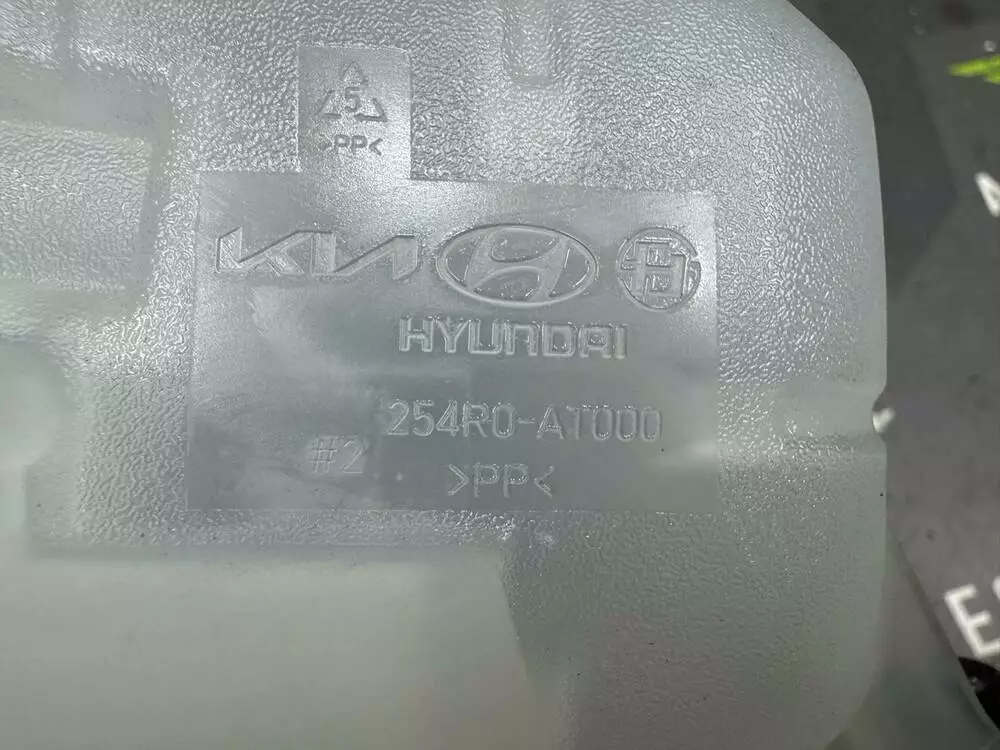 5
>PP<
KIA
HYUNDAI
254R0-AT000
#2
>PP<